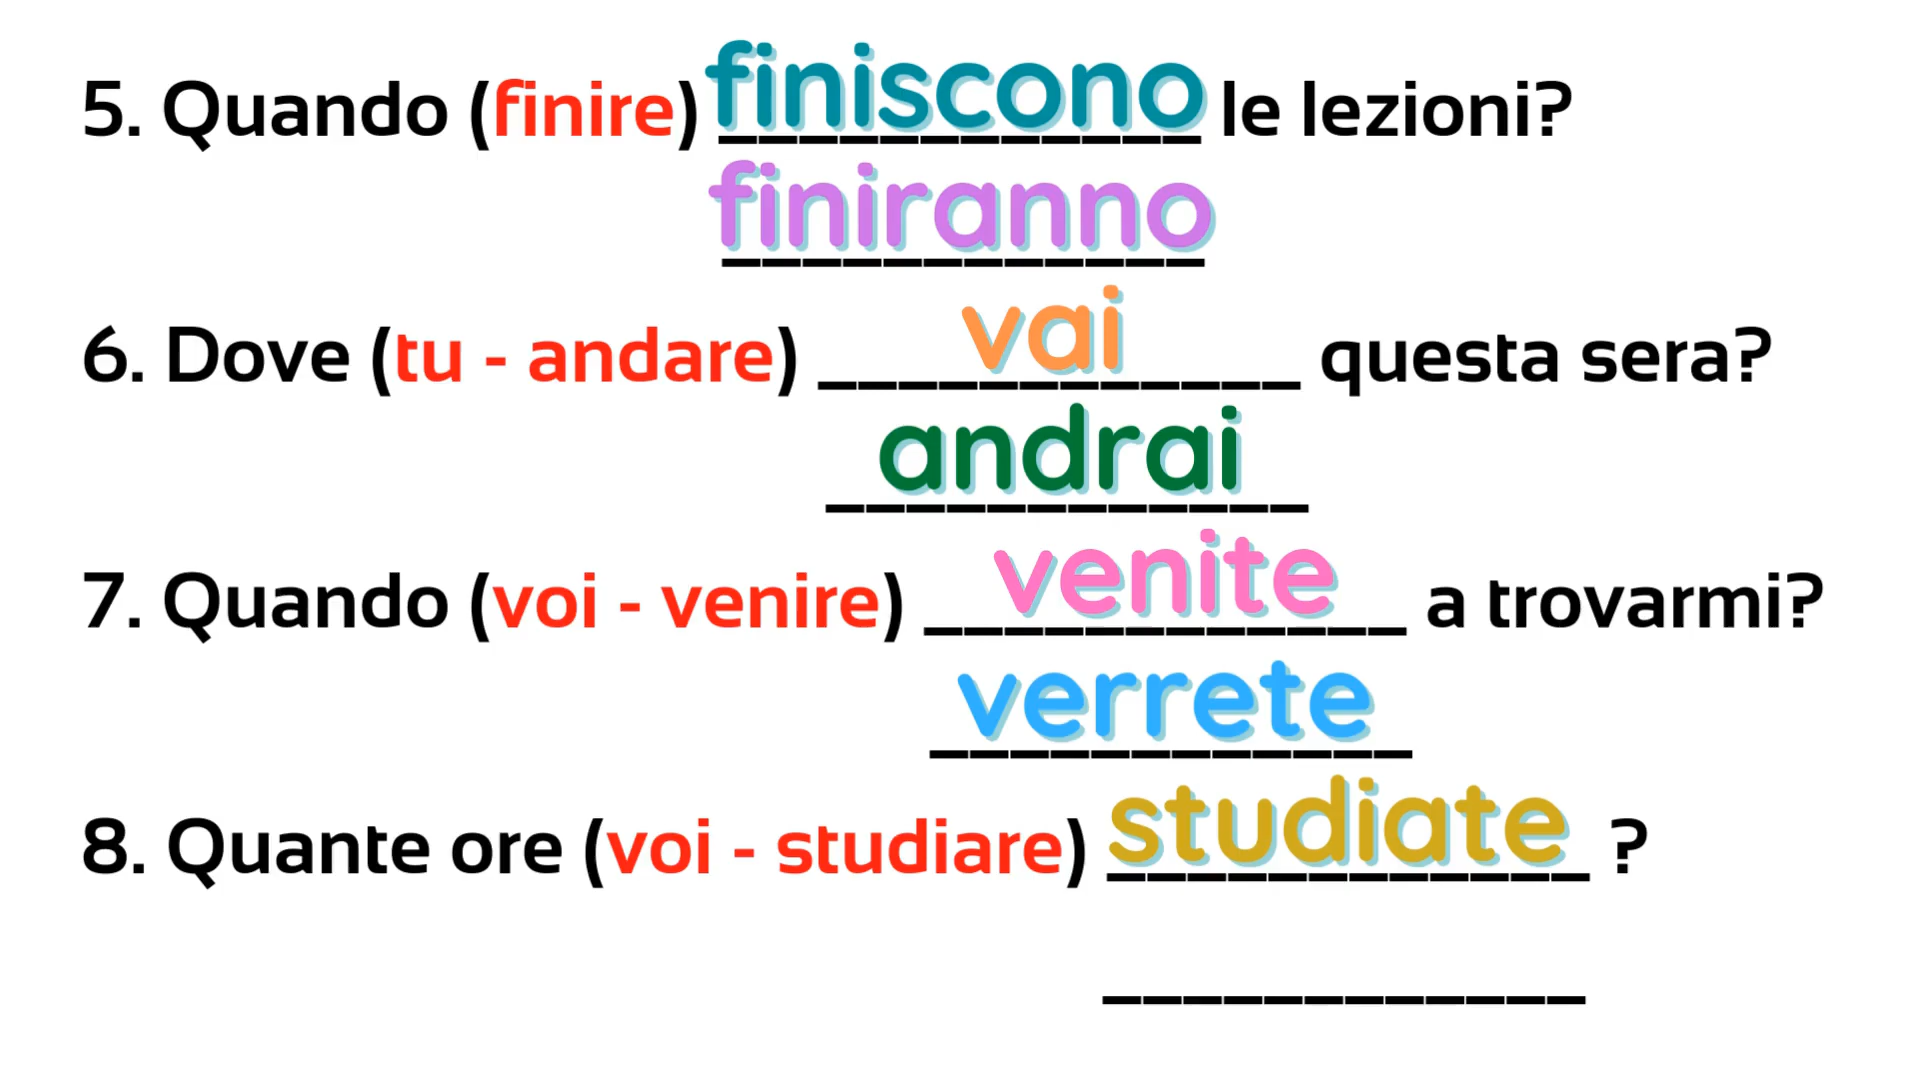 5. Quando (finire) finiscono le lezioni?
finiranno
6. Dove (tu - andare) vai questa sera?
andrai
7. Quando (voi - venire) venite a trovarmi?
verrete
8. Quante ore (voi - studiare) studiate ?
____________